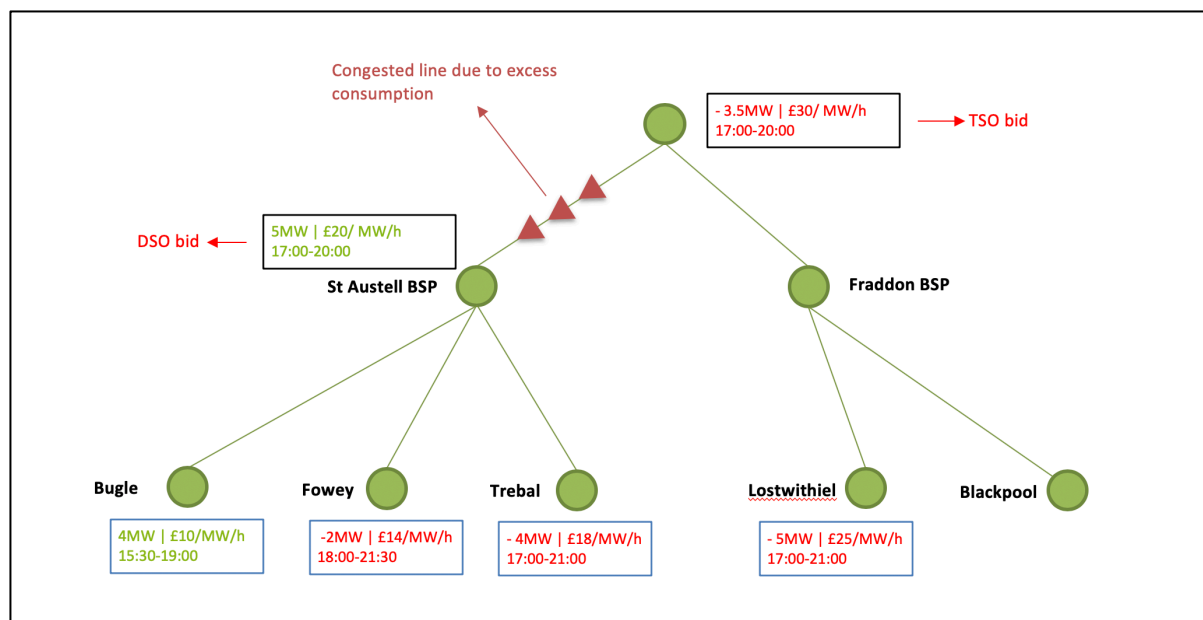 Congested line due to excess
consumption
- 3.5MW | £30/ MW/h
17:00-20:00
TSO bid
DSO bid
5MW | £20/ MW/h
17:00-20:00
St Austell BSP
Fraddon BSP
Bugle
Fowey
Trebal
Lostwithiel
Blackpool
4MW | £10/MW/h
15:30-19:00
-2MW | £14/MW/h
18:00-21:30
- 4MW | £18/MW/h
17:00-21:00
- 5MW | £25/MW/h
17:00-21:00